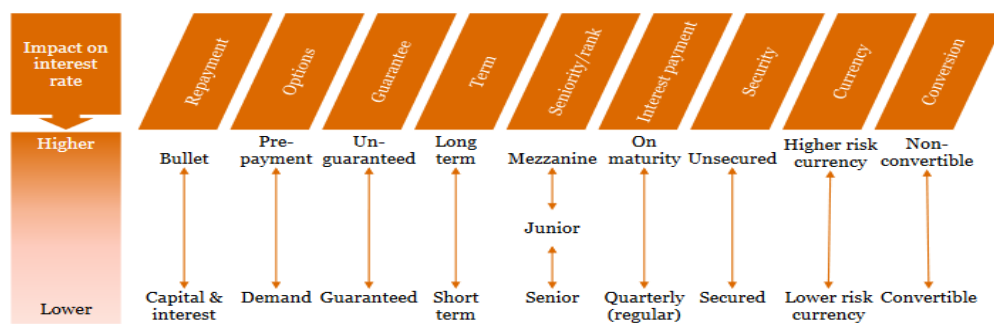 Impact on
interest
rate
Repayment
Options
Guarantee
Term
Seniority/rank
Interest payment
Security
Currency
Conversion
Higher
Bullet
Pre-
payment
Un-
guaranteed
Long
term
Mezzanine
On
maturity
Unsecured
Higher risk
currency
Non-
convertible
Junior
Lower
Capital &
interest
Demand
Guaranteed
Short
term
Senior
Quarterly
(regular)
Secured
Lower risk
currency
Convertible